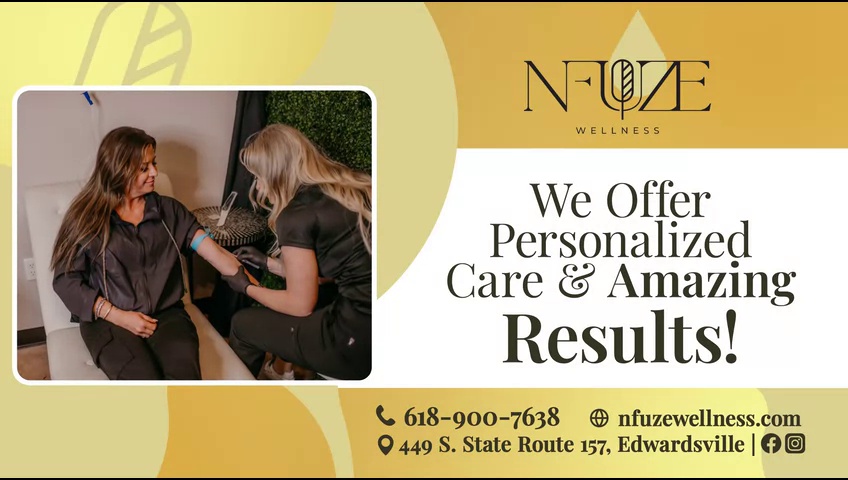 NFUZE
WELLNESS
We Offer
Personalized
Care & Amazing
Results!
618-900-7638
nfuzewellness.com
449 S. State Route 157, Edwardsville |